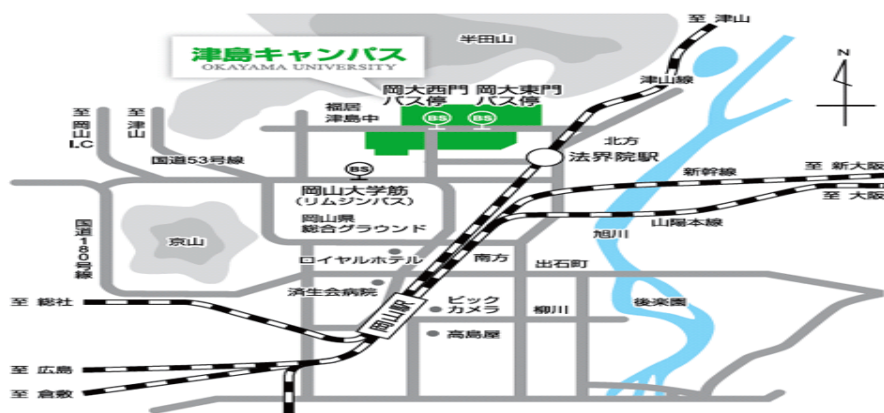 至 津山
半田山
津島キャンパス
OKAYAMA UNIVERSITY
N
津山線
岡大西門
バス停
岡大東門
バス停
BS
BS
福居
津島中
至 岡山 I.C
至 津山
国道53号線
北方
法界院駅
BS
新幹線
至 新大阪
至 大阪
岡山大学筋
(リムジンバス)
岡山県
総合グラウンド
山陽本線
旭川
国道180号線
京山
ロイヤルホテル
南方
出石町
済生会病院
至 総社
岡山駅
ビック
カメラ
柳川
後楽園
高島屋
至 広島
至 倉敷